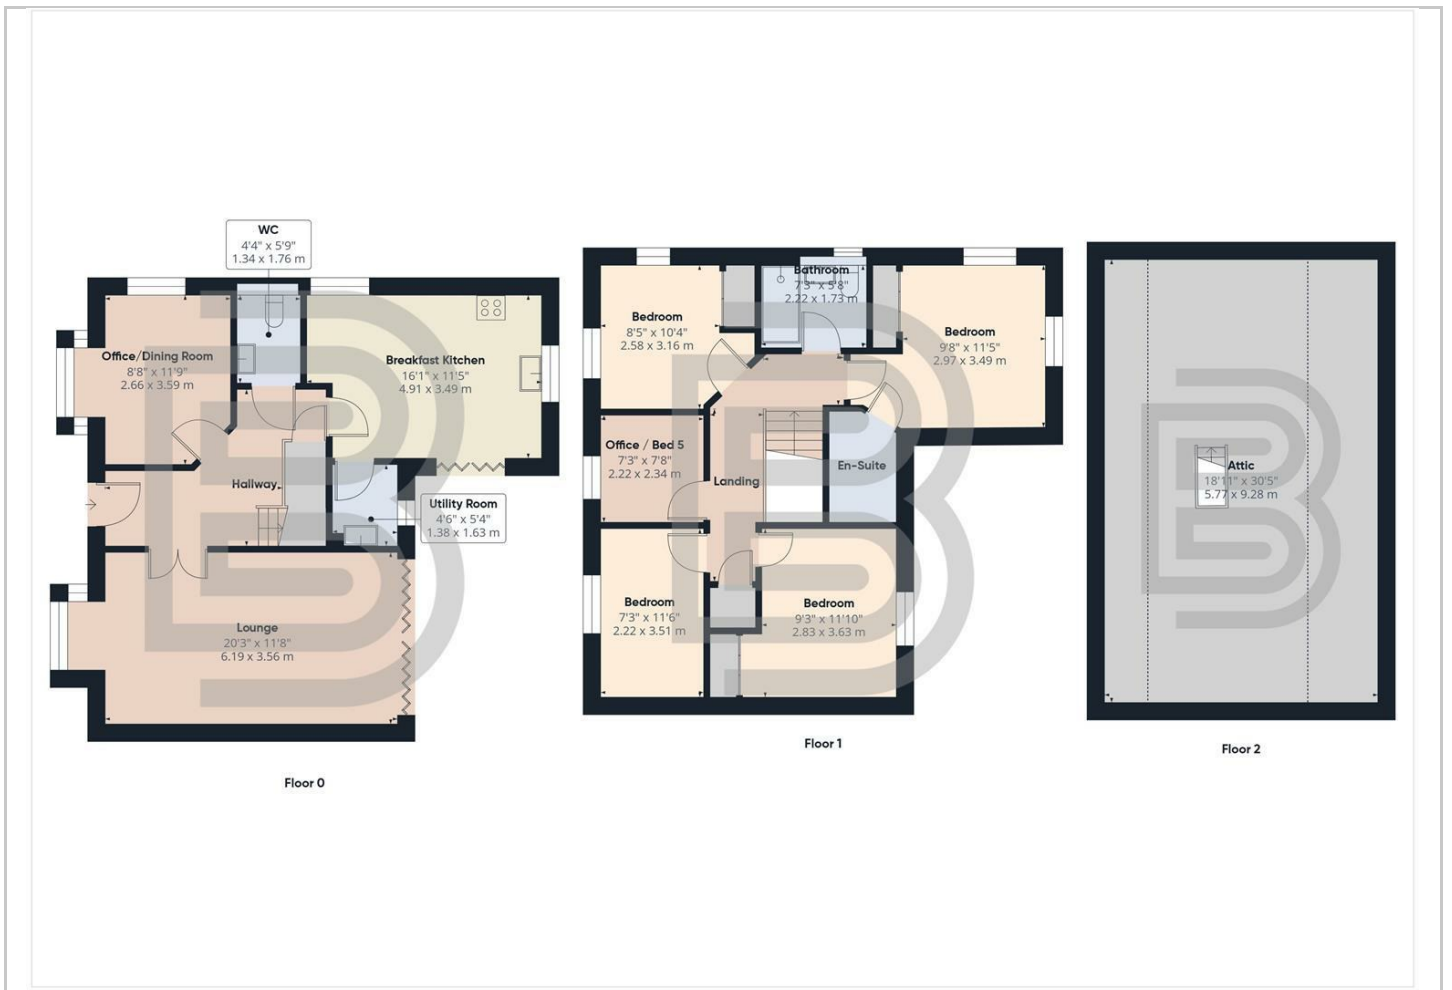 WC
4'4" x 5'9"
1.34 x 1.76 m
Office/Dining Room
8'8" x 11'9"
2.66 x 3.59 m
Breakfast Kitchen
16'1" x 11'5"
4.91 x 3.49 m
Hallway
Utility Room
4'6" x 5'4"
1.38 x 1.63 m
Lounge
20'3" x 11'8"
6.19 x 3.56 m
Floor 0
Bathroom
7'3" x 5'8"
2.22 x 1.73 m
Bedroom
8'5" x 10'4"
2.58 x 3.16 m
Bedroom
9'8" x 11'5"
2.97 x 3.49 m
Office / Bed 5
7'3" x 7'8"
2.22 x 2.34 m
Landing
En-Suite
Bedroom
7'3" x 11'6"
2.22 x 3.51 m
Bedroom
9'3" x 11'10"
2.83 x 3.63 m
Floor 1
Attic
18'11" x 30'5"
5.77 x 9.28 m
Floor 2